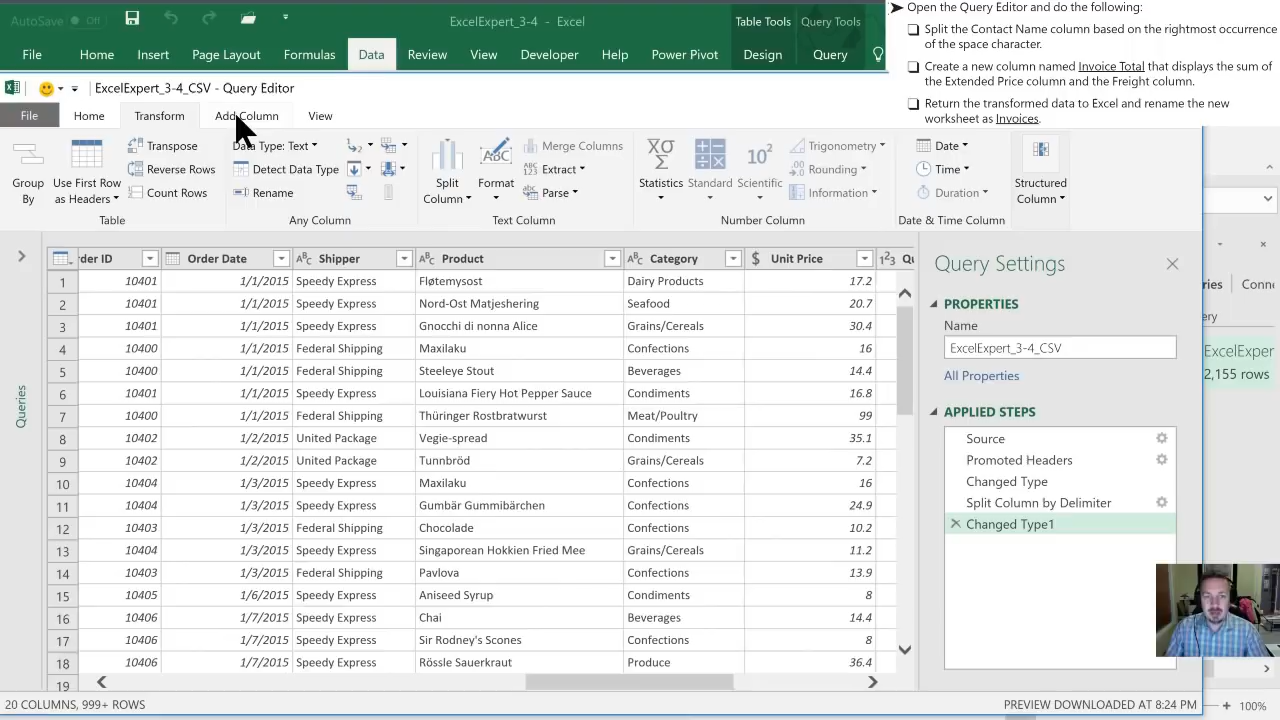 AutoSave Off
ExcelExpert_3-4 - Excel
Table Tools
Query Tools
File
Home
Insert
Page Layout
Formulas
Data
Review
View
Developer
Help
Power Pivot
Design
Query
Open the Query Editor and do the following:
Split the Contact Name column based on the rightmost occurrence
of the space character.
Create a new column named Invoice Total that displays the sum
of the Extended Price column and the Freight column.
Return the transformed data to Excel and rename the new
worksheet as Invoices.
ExcelExpert_3-4_CSV - Query Editor
File
Home
Transform
Add Column
View
Group
By
Use First Row
as Headers
Transpose
Reverse Rows
Count Rows
Table
Data Type: Text
Detect Data Type
Rename
Any Column
Split
Column
Format
Merge Columns
Extract
Parse
Text Column
Statistics
Standard
Scientific
Trigonometry
Rounding
Information
Number Column
Date
Time
Duration
Date & Time Column
Structured
Column
Queries
der ID Order Date Shipper Product Category Unit Price Qu
1 10401 1/1/2015 Speedy Express Fløtemysost Dairy Products 17.2
2 10401 1/1/2015 Speedy Express Nord-Ost Matjeshering Seafood 20.7
3 10401 1/1/2015 Speedy Express Gnocchi di nonna Alice Grains/Cereals 30.4
4 10400 1/1/2015 Federal Shipping Maxilaku Confections 16
5 10400 1/1/2015 Federal Shipping Steeleye Stout Beverages 14.4
6 10401 1/1/2015 Speedy Express Louisiana Fiery Hot Pepper Sauce Condiments 16.8
7 10400 1/1/2015 Federal Shipping Thüringer Rostbratwurst Meat/Poultry 99
8 10402 1/2/2015 United Package Vegie-spread Condiments 35.1
9 10402 1/2/2015 United Package Tunnbröd Grains/Cereals 7.2
10 10404 1/3/2015 Speedy Express Maxilaku Confections 16
11 10404 1/3/2015 Speedy Express Gumbär Gummibärchen Confections 24.9
12 10403 1/3/2015 Federal Shipping Chocolade Confections 10.2
13 10404 1/3/2015 Speedy Express Singaporean Hokkien Fried Mee Grains/Cereals 11.2
14 10403 1/3/2015 Federal Shipping Pavlova Confections 13.9
15 10405 1/6/2015 Speedy Express Aniseed Syrup Condiments 8
16 10406 1/7/2015 Speedy Express Chai Beverages 14.4
17 10406 1/7/2015 Speedy Express Sir Rodney's Scones Confections 8
18 10406 1/7/2015 Speedy Express Rössle Sauerkraut Produce 36.4
19
Query Settings
PROPERTIES
Name
ExcelExpert_3-4_CSV
All Properties
APPLIED STEPS
Source
Promoted Headers
Changed Type
Split Column by Delimiter
Changed Type1
ries
Conne
ery
ExcelExper
2,155 rows
20 COLUMNS, 999+ ROWS
PREVIEW DOWNLOADED AT 8:24 PM
100%